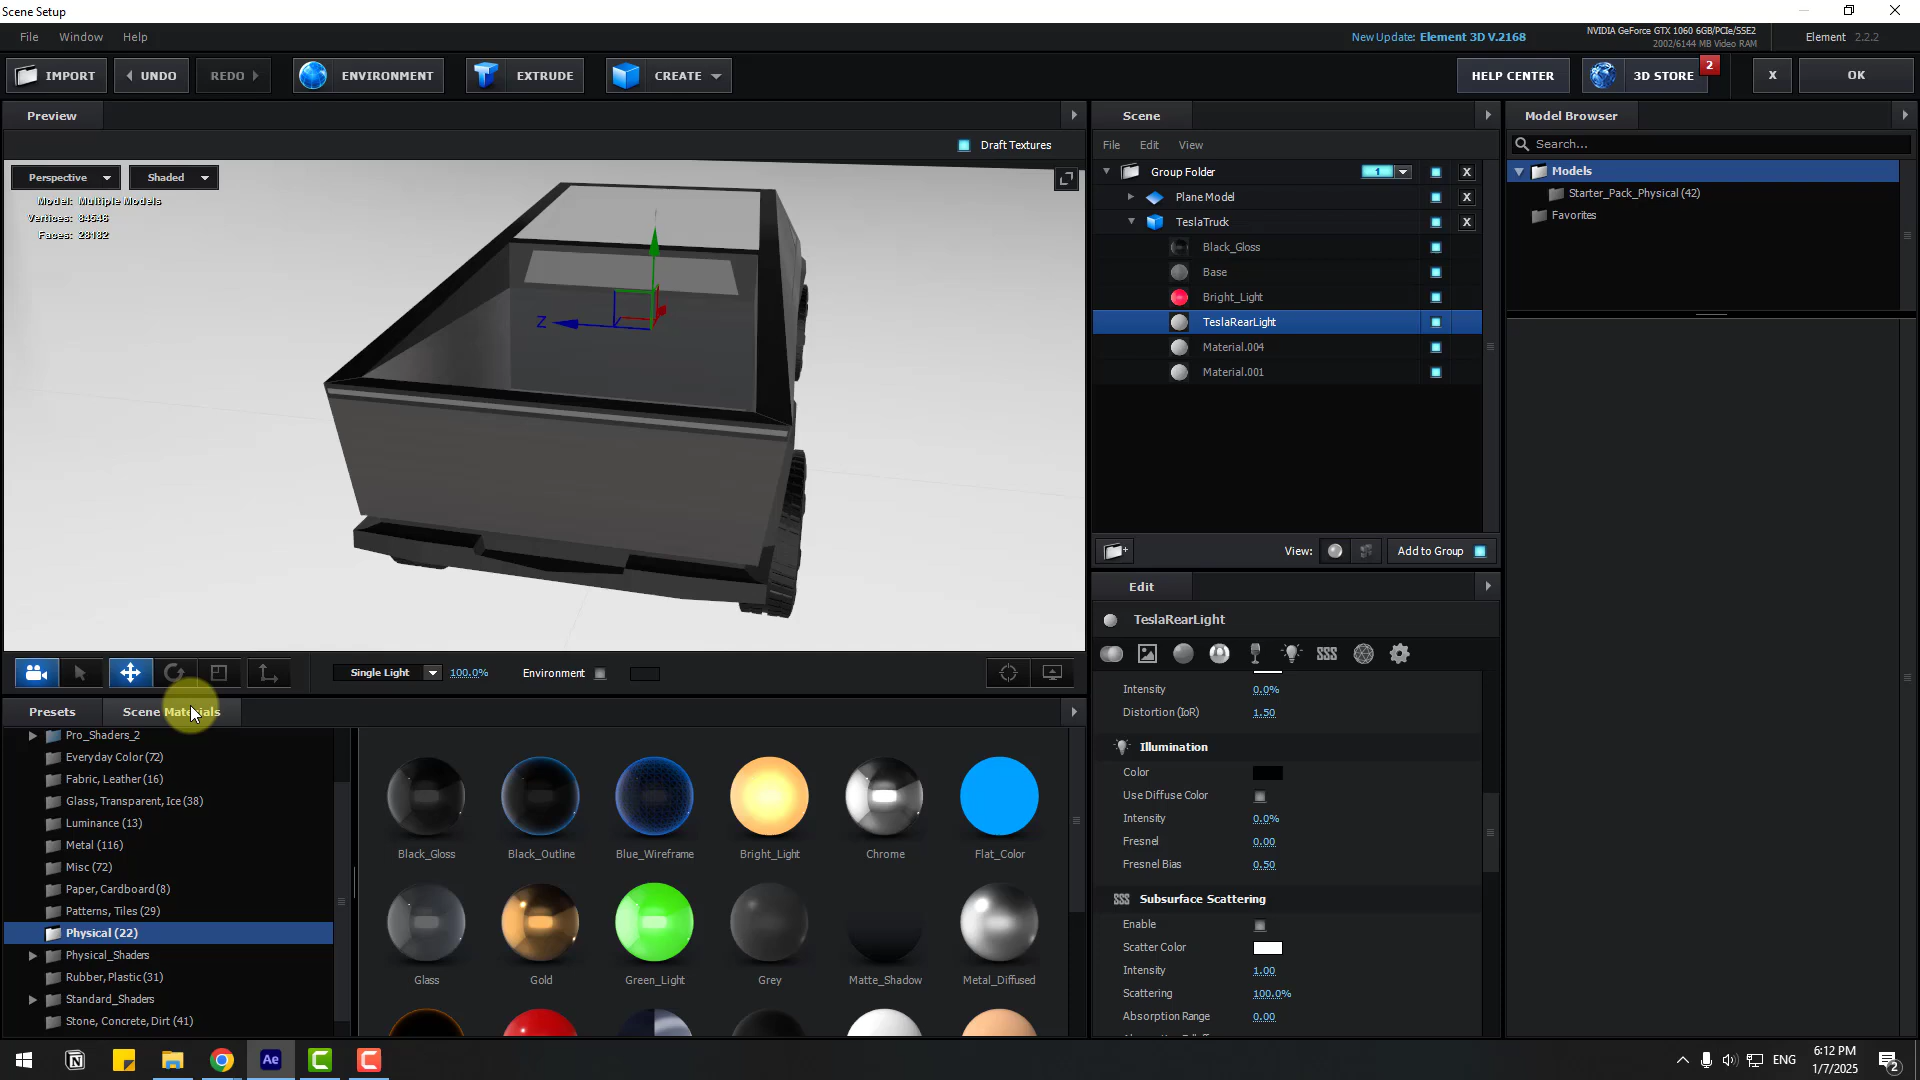 Scene Setup
File Window Help
New Update: Element 3D V.2168
NVIDIA GeForce GTX 1060 6GB/PCIe/SSE2
2002/6144 MB Video RAM
Element 2.2.2
IMPORT UNDO REDO ENVIRONMENT EXTRUDE CREATE HELP CENTER 3D STORE 2 X OK
Preview
Draft Textures
Perspective Shaded
Model: Multiple Models
Vertices: 84546
Faces: 28182
Z
Single Light 100.0% Environment
Presets Scene Materials
Pro_Shaders_2
Everyday Color (72)
Fabric, Leather (16)
Glass, Transparent, Ice (38)
Luminance (13)
Metal (116)
Misc (72)
Paper, Cardboard (8)
Patterns, Tiles (29)
Physical (22)
Physical_Shaders
Rubber, Plastic (31)
Standard_Shaders
Stone, Concrete, Dirt (41)
Black_Gloss Black_Outline Blue_Wireframe Bright_Light Chrome Flat_Color
Glass Gold Green_Light Grey Matte_Shadow Metal_Diffused
Scene
File Edit View
Group Folder 1 X
Plane Model X
TeslaTruck X
Black_Gloss
Base
Bright_Light
TeslaRearLight
Material.004
Material.001
View: Add to Group
Edit
TeslaRearLight
Intensity 0.0%
Distortion (IoR) 1.50
Illumination
Color
Use Diffuse Color
Intensity 0.0%
Fresnel 0.00
Fresnel Bias 0.50
Subsurface Scattering
Enable
Scatter Color
Intensity 1.00
Scattering 100.0%
Absorption Range 0.00
Model Browser
Search...
Models
Starter_Pack_Physical (42)
Favorites
Ae
ENG
6:12 PM
1/7/2025
2